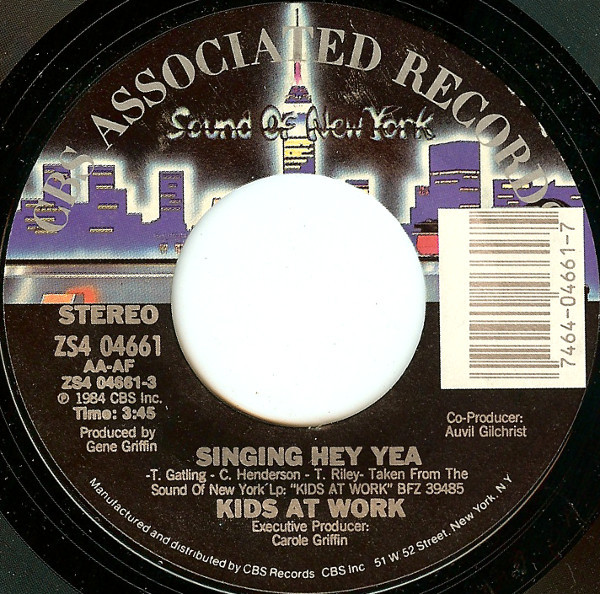 CBS ASSOCIATED RECORDS
Sound Of New York
STEREO
ZS4 04661
AA-AF
ZS4 04661-3
℗ 1984 CBS Inc.
Time: 3:45
Produced by
Gene Griffin
7464-04661-7
Co-Producer:
Auvil Gilchrist
SINGING HEY YEA
-T. Gatling - C. Henderson - T. Riley- Taken From The
Sound Of New York Lp: "KIDS AT WORK" BFZ 39485
KIDS AT WORK
Executive Producer:
Carole Griffin
Manufactured and distributed by CBS Records CBS Inc 51 W 52 Street, New York, N Y